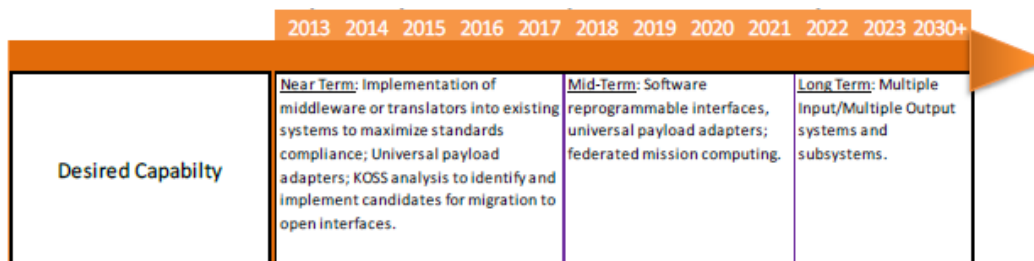 2013 2014 2015 2016 2017 2018 2019 2020 2021 2022 2023 2030+
Desired Capabilty
Near Term: Implementation of
middleware or translators into existing
systems to maximize standards
compliance; Universal payload
adapters; KOSS analysis to identify and
implement candidates for migration to
open interfaces.
Mid-Term: Software
reprogrammable interfaces,
universal payload adapters;
federated mission computing.
Long Term: Multiple
Input/Multiple Output
systems and
subsystems.